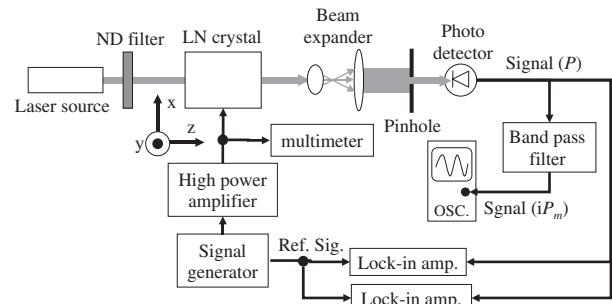 Beam
expander
Photo
detector
ND filter
LN crystal
Signal (P)
Laser source
x
y
z
Pinhole
multimeter
Band pass
filter
High power
amplifier
OSC.
Sgnal (iPm)
Signal
generator
Ref. Sig.
Lock-in amp.
Lock-in amp.